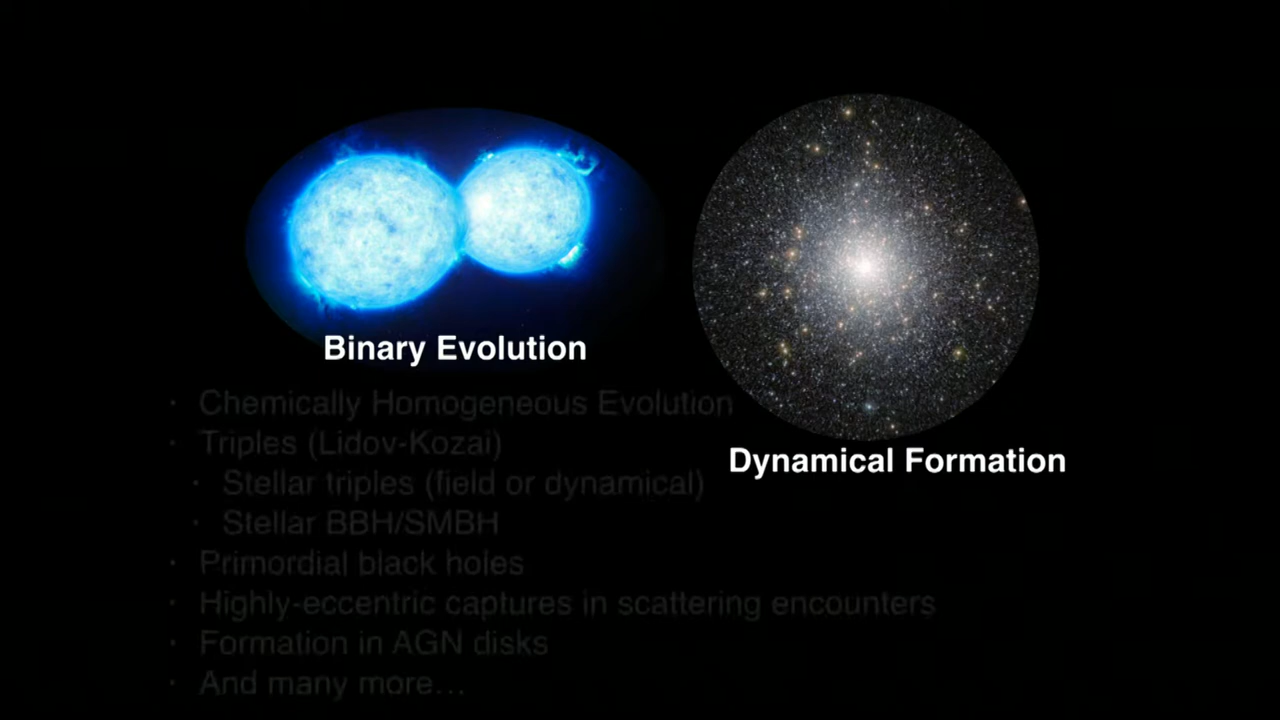 Binary Evolution
Dynamical Formation
· Chemically Homogeneous Evolution
· Triples (Lidov-Kozai)
· Stellar triples (field or dynamical)
· Stellar BBH/SMBH
· Primordial black holes
· Highly-eccentric captures in scattering encounters
· Formation in AGN disks
· And many more…